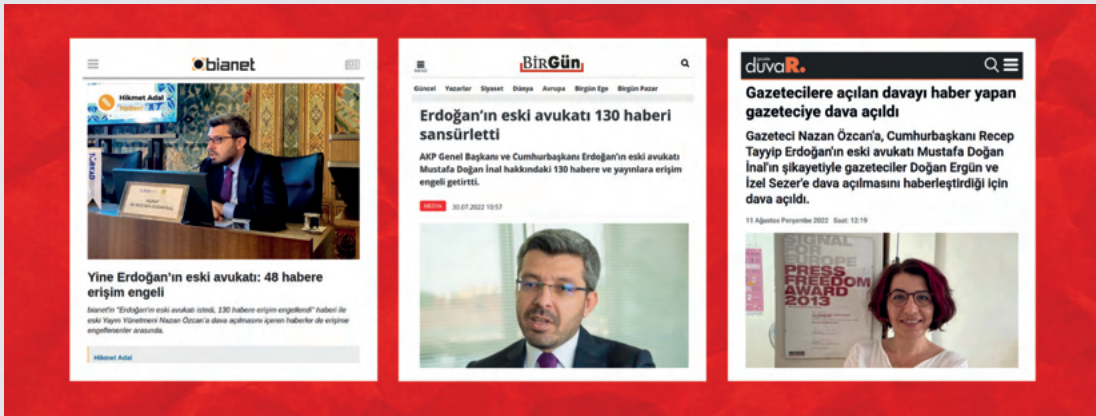 bianet
Hikmet Adal
Haberi
Yine Erdoğan'ın eski avukatı: 48 habere
erişim engeli
bianet'in "Erdoğan'ın eski avukatı istedi, 130 habere erişim engellendi" haberi ile
eski Yayın Yönetmeni Nazan Özcan'a dava açılmasını içeren haberler de erişime
engellenenler arasında.
Hikmet Adal
MENU
BİRGün
Güncel Yazarlar Siyaset Dünya Avrupa Birgün Ege Birgün Pazar
Erdoğan'ın eski avukatı 130 haberi
sansürletti
AKP Genel Başkanı ve Cumhurbaşkanı Erdoğan'ın eski avukatı
Mustafa Doğan İnal hakkındaki 130 habere ve yayınlara erişim
engeli getirtti.
MEDYA 30.07.2022 10:57
gazete
duvaR.
Gazetecilere açılan davayı haber yapan
gazeteciye dava açıldı
Gazeteci Nazan Özcan'a, Cumhurbaşkanı Recep
Tayyip Erdoğan'ın eski avukatı Mustafa Doğan
İnal'ın şikayetiyle gazeteciler Doğan Ergün ve
İzel Sezer'e dava açılmasını haberleştirdiği için
dava açıldı.
11 Ağustos Perşembe 2022 Saat: 12:19
SIGNAL
FOR
EUROPE
PRESS
FREEDOM
AWARD
2013